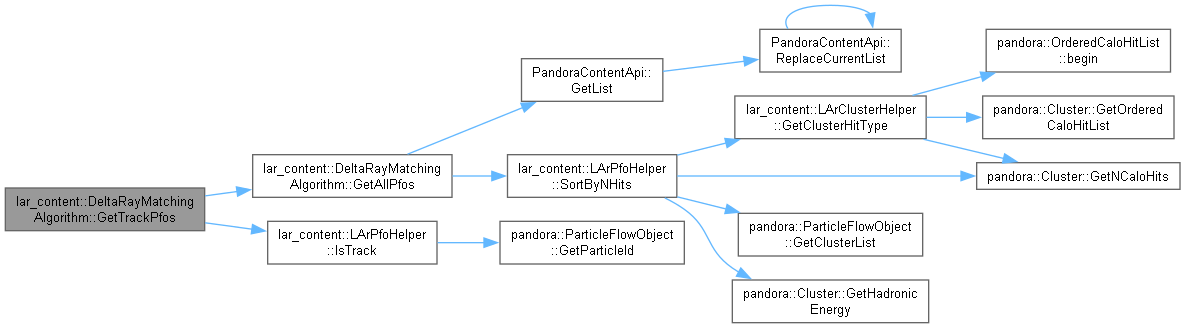 lar_content::DeltaRayMatching
Algorithm::GetTrackPfos
lar_content::DeltaRayMatching
Algorithm::GetAllPfos
lar_content::LArPfoHelper
::IsTrack
PandoraContentApi::
GetList
lar_content::LArPfoHelper
::SortByNHits
pandora::ParticleFlowObject
::GetParticleId
PandoraContentApi::
ReplaceCurrentList
lar_content::LArClusterHelper
::GetClusterHitType
pandora::ParticleFlowObject
::GetClusterList
pandora::Cluster::GetHadronic
Energy
pandora::OrderedCaloHitList
::begin
pandora::Cluster::GetOrdered
CaloHitList
pandora::Cluster::GetNCaloHits